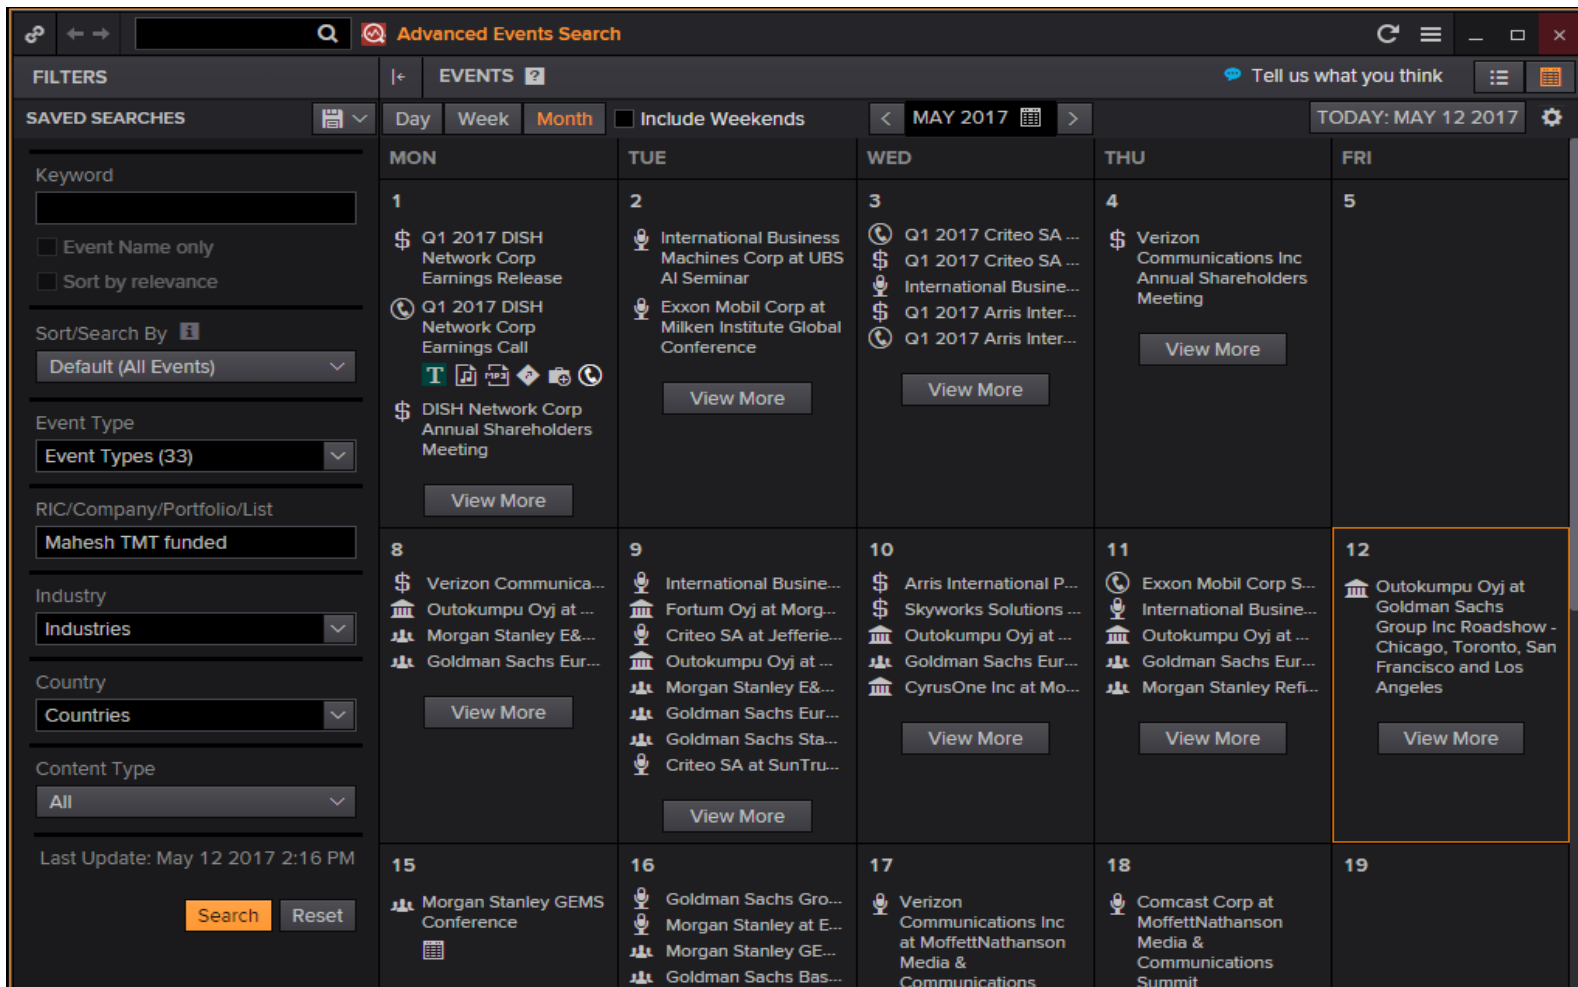 Advanced Events Search
FILTERS
EVENTS ?
Tell us what you think
SAVED SEARCHES
Day Week Month Include Weekends
MAY 2017
TODAY: MAY 12 2017
Keyword
Event Name only
Sort by relevance
Sort/Search By i
Default (All Events)
Event Type
Event Types (33)
RIC/Company/Portfolio/List
Mahesh TMT funded
Industry
Industries
Country
Countries
Content Type
All
Last Update: May 12 2017 2:16 PM
Search Reset
MON TUE WED THU FRI
1
$ Q1 2017 DISH
Network Corp
Earnings Release
Q1 2017 DISH
Network Corp
Earnings Call
T MP3
$ DISH Network Corp
Annual Shareholders
Meeting
View More
2
International Business
Machines Corp at UBS
AI Seminar
Exxon Mobil Corp at
Milken Institute Global
Conference
View More
3
Q1 2017 Criteo SA ...
$ Q1 2017 Criteo SA ...
International Busine...
$ Q1 2017 Arris Inter...
Q1 2017 Arris Inter...
View More
4
$ Verizon
Communications Inc
Annual Shareholders
Meeting
View More
5
8
$ Verizon Communica...
Outokumpu Oyj at ...
Morgan Stanley E&...
Goldman Sachs Eur...
View More
9
International Busine...
Fortum Oyj at Morg...
Criteo SA at Jefferie...
Outokumpu Oyj at ...
Morgan Stanley E&...
Goldman Sachs Eur...
Goldman Sachs Sta...
Criteo SA at SunTru...
View More
10
$ Arris International P...
$ Skyworks Solutions ...
Outokumpu Oyj at ...
Goldman Sachs Eur...
CyrusOne Inc at Mo...
View More
11
Exxon Mobil Corp S...
International Busine...
Outokumpu Oyj at ...
Goldman Sachs Eur...
Morgan Stanley Refi...
View More
12
Outokumpu Oyj at
Goldman Sachs
Group Inc Roadshow -
Chicago, Toronto, San
Francisco and Los
Angeles
View More
15
Morgan Stanley GEMS
Conference
16
Goldman Sachs Gro...
Morgan Stanley at E...
Morgan Stanley GE...
Goldman Sachs Bas...
17
Verizon
Communications Inc
at MoffettNathanson
Media &
Communications
18
Comcast Corp at
MoffettNathanson
Media &
Communications
Summit
19